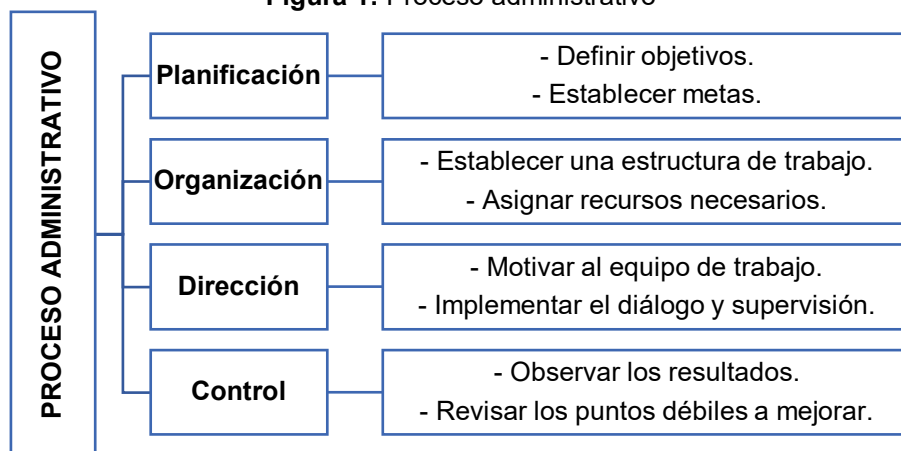 Figura 1. Proceso administrativo
PROCESO ADMINISTRATIVO
Planificación
- Definir objetivos.
- Establecer metas.
Organización
- Establecer una estructura de trabajo.
- Asignar recursos necesarios.
Dirección
- Motivar al equipo de trabajo.
- Implementar el diálogo y supervisión.
Control
- Observar los resultados.
- Revisar los puntos débiles a mejorar.